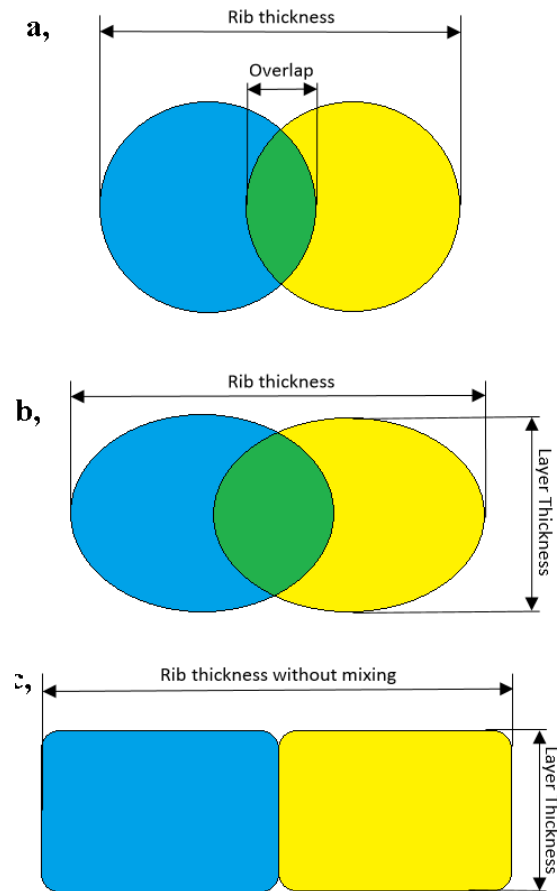 a,
Rib thickness
Overlap
b,
Rib thickness
Layer Thickness
c,
Rib thickness without mixing
Layer Thickness